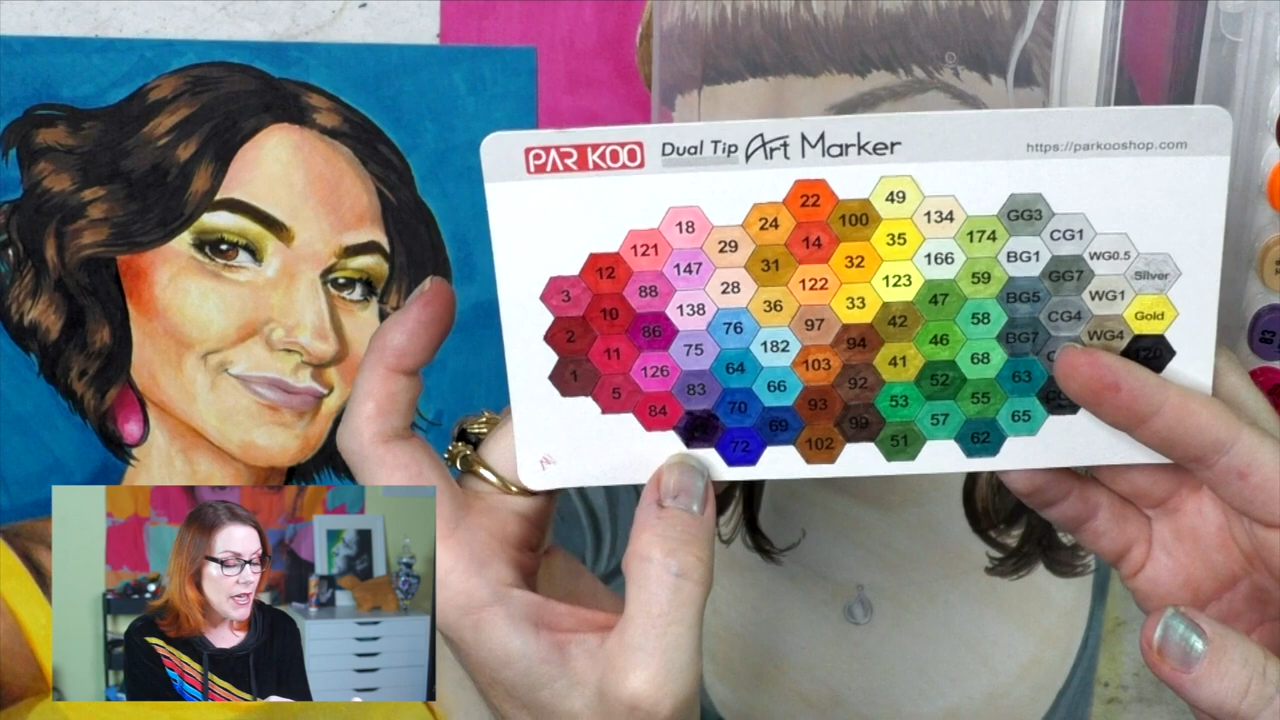 PARKOO Dual Tip Art Marker https://parkooshop.com
22 49
18 24 100 134 GG3
121 29 14 35 174 CG1
12 147 31 32 166 BG1 WG0.5
3 88 28 122 123 59 GG7 Silver
10 138 36 33 47 BG5 WG1
2 86 76 97 42 58 CG4 Gold
11 75 182 94 46 BG7 WG4
1 126 64 103 41 68 120
5 83 66 92 52 63
84 70 93 53 55
69 99 57 65
72 102 51 62
83